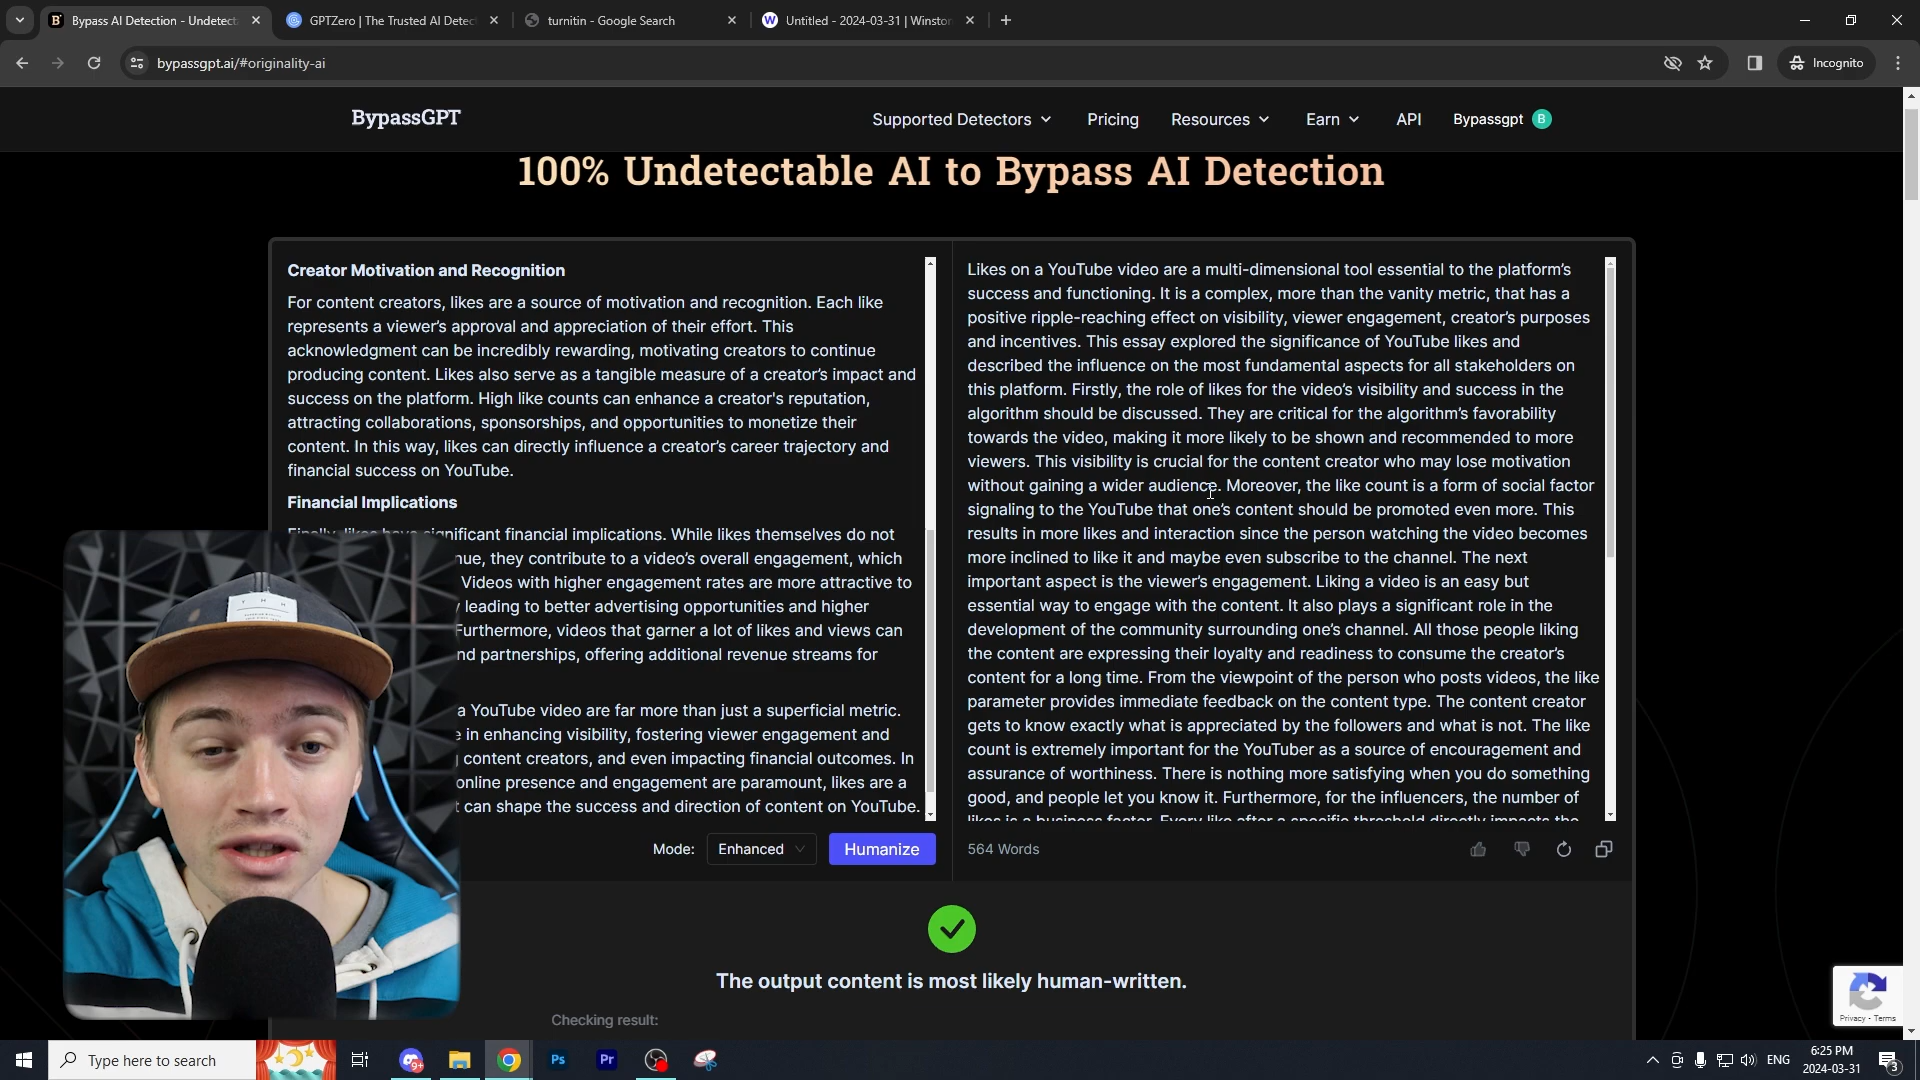 Bypass AI Detection - Undetect
GPTZero | The Trusted AI Detec
turnitin - Google Search
Untitled - 2024-03-31 | Winsto
bypassgpt.ai/#originality-ai
Incognito
BypassGPT
Supported Detectors
Pricing
Resources
Earn
API
Bypassgpt
B
100% Undetectable AI to Bypass AI Detection
Creator Motivation and Recognition
For content creators, likes are a source of motivation and recognition. Each like
represents a viewer's approval and appreciation of their effort. This
acknowledgment can be incredibly rewarding, motivating creators to continue
producing content. Likes also serve as a tangible measure of a creator's impact and
success on the platform. High like counts can enhance a creator's reputation,
attracting collaborations, sponsorships, and opportunities to monetize their
content. In this way, likes can directly influence a creator's career trajectory and
financial success on YouTube.
Financial Implications
Finally, likes have significant financial implications. While likes themselves do not
nue, they contribute to a video's overall engagement, which
Videos with higher engagement rates are more attractive to
leading to better advertising opportunities and higher
Furthermore, videos that garner a lot of likes and views can
nd partnerships, offering additional revenue streams for
a YouTube video are far more than just a superficial metric.
in enhancing visibility, fostering viewer engagement and
content creators, and even impacting financial outcomes. In
online presence and engagement are paramount, likes are a
t can shape the success and direction of content on YouTube.
Mode:
Enhanced
Humanize
Likes on a YouTube video are a multi-dimensional tool essential to the platform's
success and functioning. It is a complex, more than the vanity metric, that has a
positive ripple-reaching effect on visibility, viewer engagement, creator's purposes
and incentives. This essay explored the significance of YouTube likes and
described the influence on the most fundamental aspects for all stakeholders on
this platform. Firstly, the role of likes for the video's visibility and success in the
algorithm should be discussed. They are critical for the algorithm's favorability
towards the video, making it more likely to be shown and recommended to more
viewers. This visibility is crucial for the content creator who may lose motivation
without gaining a wider audience. Moreover, the like count is a form of social factor
signaling to the YouTube that one's content should be promoted even more. This
results in more likes and interaction since the person watching the video becomes
more inclined to like it and maybe even subscribe to the channel. The next
important aspect is the viewer's engagement. Liking a video is an easy but
essential way to engage with the content. It also plays a significant role in the
development of the community surrounding one's channel. All those people liking
the content are expressing their loyalty and readiness to consume the creator's
content for a long time. From the viewpoint of the person who posts videos, the like
parameter provides immediate feedback on the content type. The content creator
gets to know exactly what is appreciated by the followers and what is not. The like
count is extremely important for the YouTuber as a source of encouragement and
assurance of worthiness. There is nothing more satisfying when you do something
good, and people let you know it. Furthermore, for the influencers, the number of
likes is a business factor. Every like after a specific threshold directly impacts the
564 Words
The output content is most likely human-written.
Checking result:
Privacy - Terms
Type here to search
9+
Ps
Pr
ENG
6:25 PM
2024-03-31
3